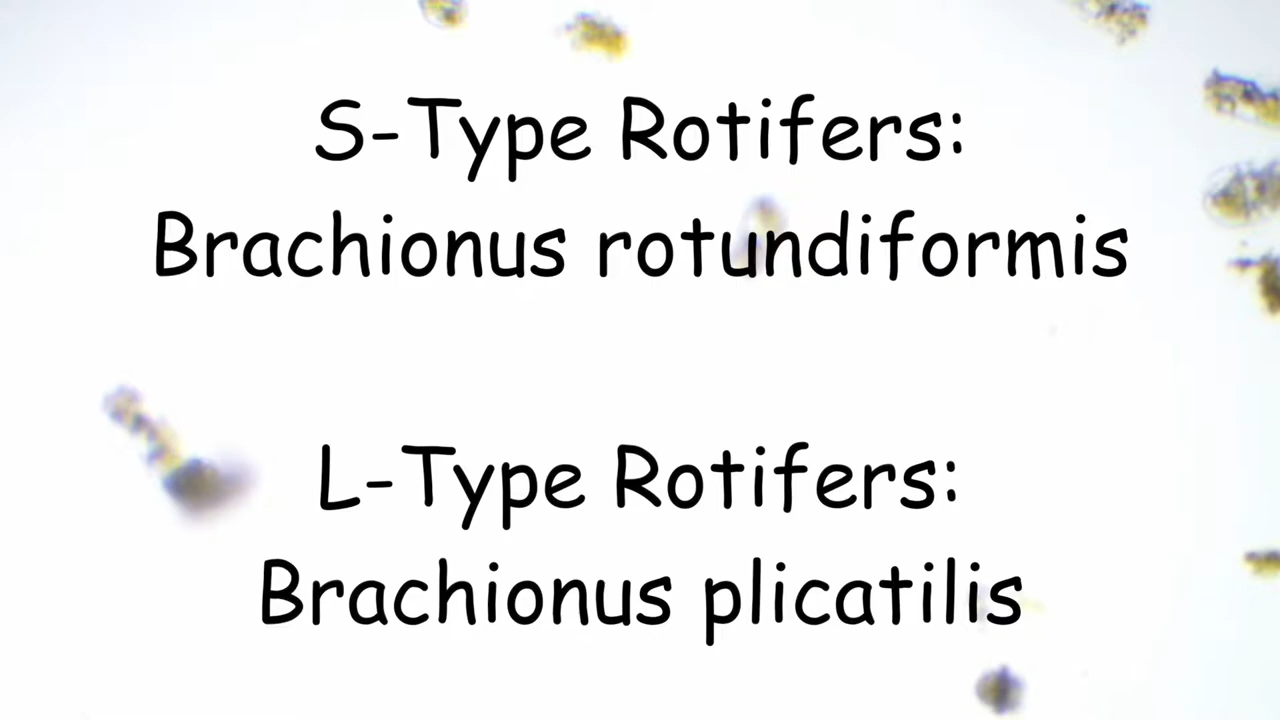 S-Type Rotifers:
Brachionus rotundiformis
L-Type Rotifers:
Brachionus plicatilis